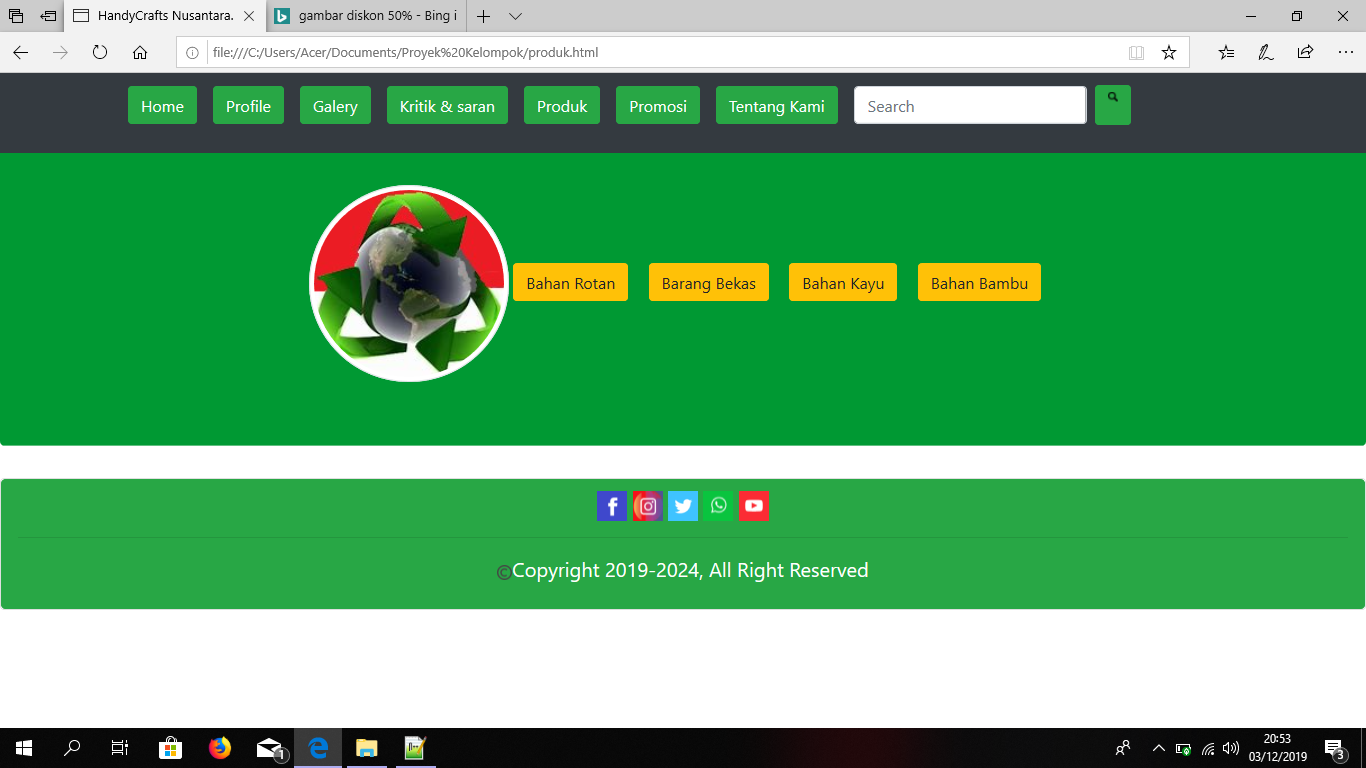 HandyCrafts Nusantara.
gambar diskon 50% - Bing i
file:///C:/Users/Acer/Documents/Proyek%20Kelompok/produk.html
Home Profile Galery Kritik & saran Produk Promosi Tentang Kami Search
Bahan Rotan Barang Bekas Bahan Kayu Bahan Bambu
©Copyright 2019-2024, All Right Reserved
1
20:53
03/12/2019
3